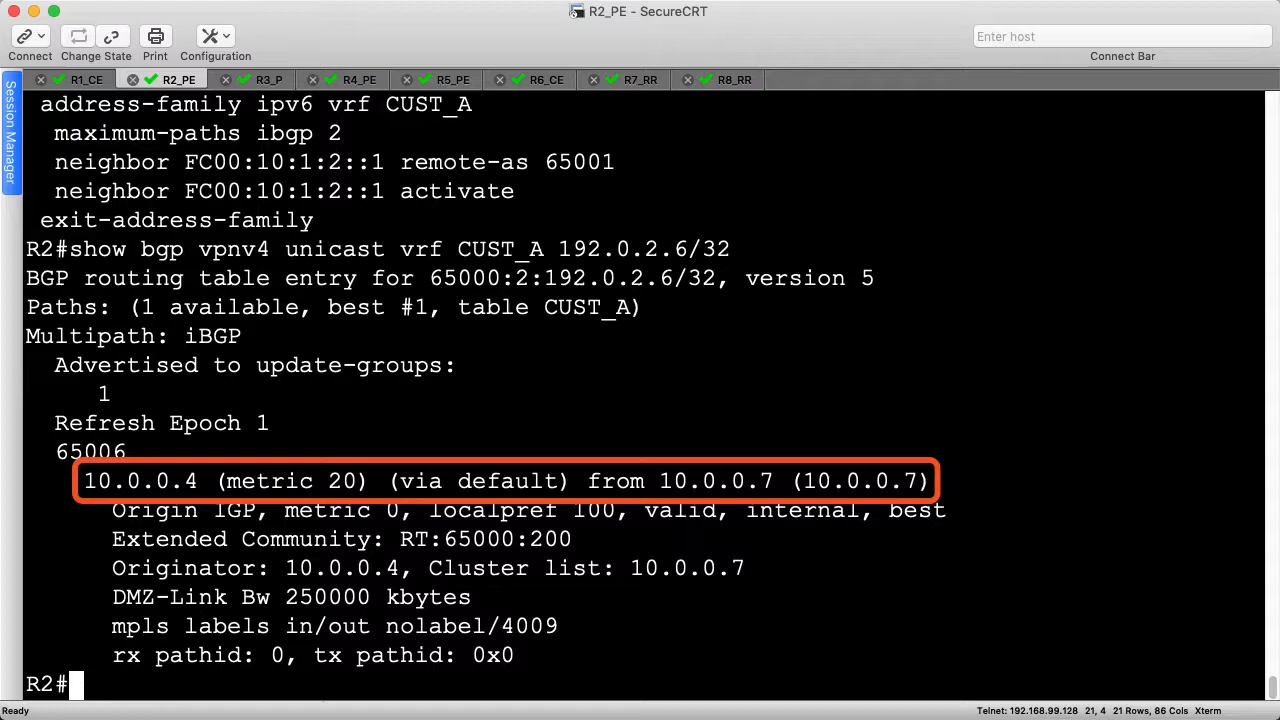 R2_PE - SecureCRT
Enter host
Connect Change State Print Configuration Connect Bar
R1_CE R2_PE R3_P R4_PE R5_PE R6_CE R7_RR R8_RR
Session Manager
address-family ipv6 vrf CUST_A
maximum-paths ibgp 2
neighbor FC00:10:1:2::1 remote-as 65001
neighbor FC00:10:1:2::1 activate
exit-address-family
R2#show bgp vpnv4 unicast vrf CUST_A 192.0.2.6/32
BGP routing table entry for 65000:2:192.0.2.6/32, version 5
Paths: (1 available, best #1, table CUST_A)
Multipath: iBGP
Advertised to update-groups:
1
Refresh Epoch 1
65006
10.0.0.4 (metric 20) (via default) from 10.0.0.7 (10.0.0.7)
Origin IGP, metric 0, localpref 100, valid, internal, best
Extended Community: RT:65000:200
Originator: 10.0.0.4, Cluster list: 10.0.0.7
DMZ-Link Bw 250000 kbytes
mpls labels in/out nolabel/4009
rx pathid: 0, tx pathid: 0x0
R2#
Ready Telnet: 192.168.99.128 21, 4 21 Rows, 86 Cols Xterm